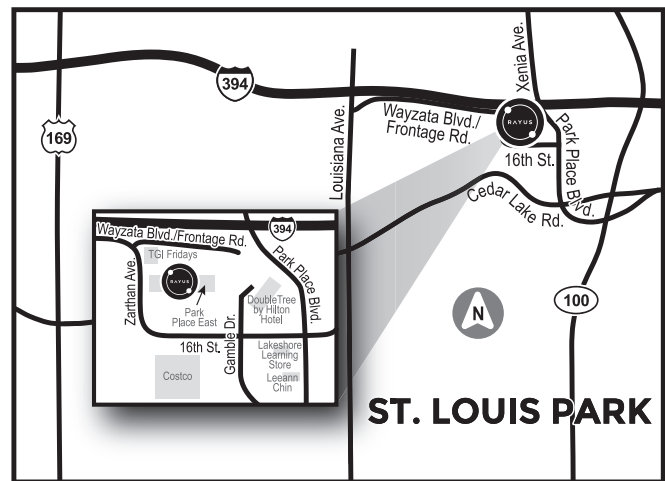 Xenia Ave.
394
169
Louisiana Ave.
Wayzata Blvd./
Frontage Rd.
RAYUS
16th St.
Park Place Blvd.
Cedar Lake Rd.
100
N
ST. LOUIS PARK
Wayzata Blvd./Frontage Rd.
394
TGI Fridays
Zarthan Ave.
RAYUS
Park
Place East
Park Place Blvd.
DoubleTree
by Hilton
Hotel
16th St.
Gamble Dr.
Lakeshore
Learning
Store
Leeann
Chin
Costco